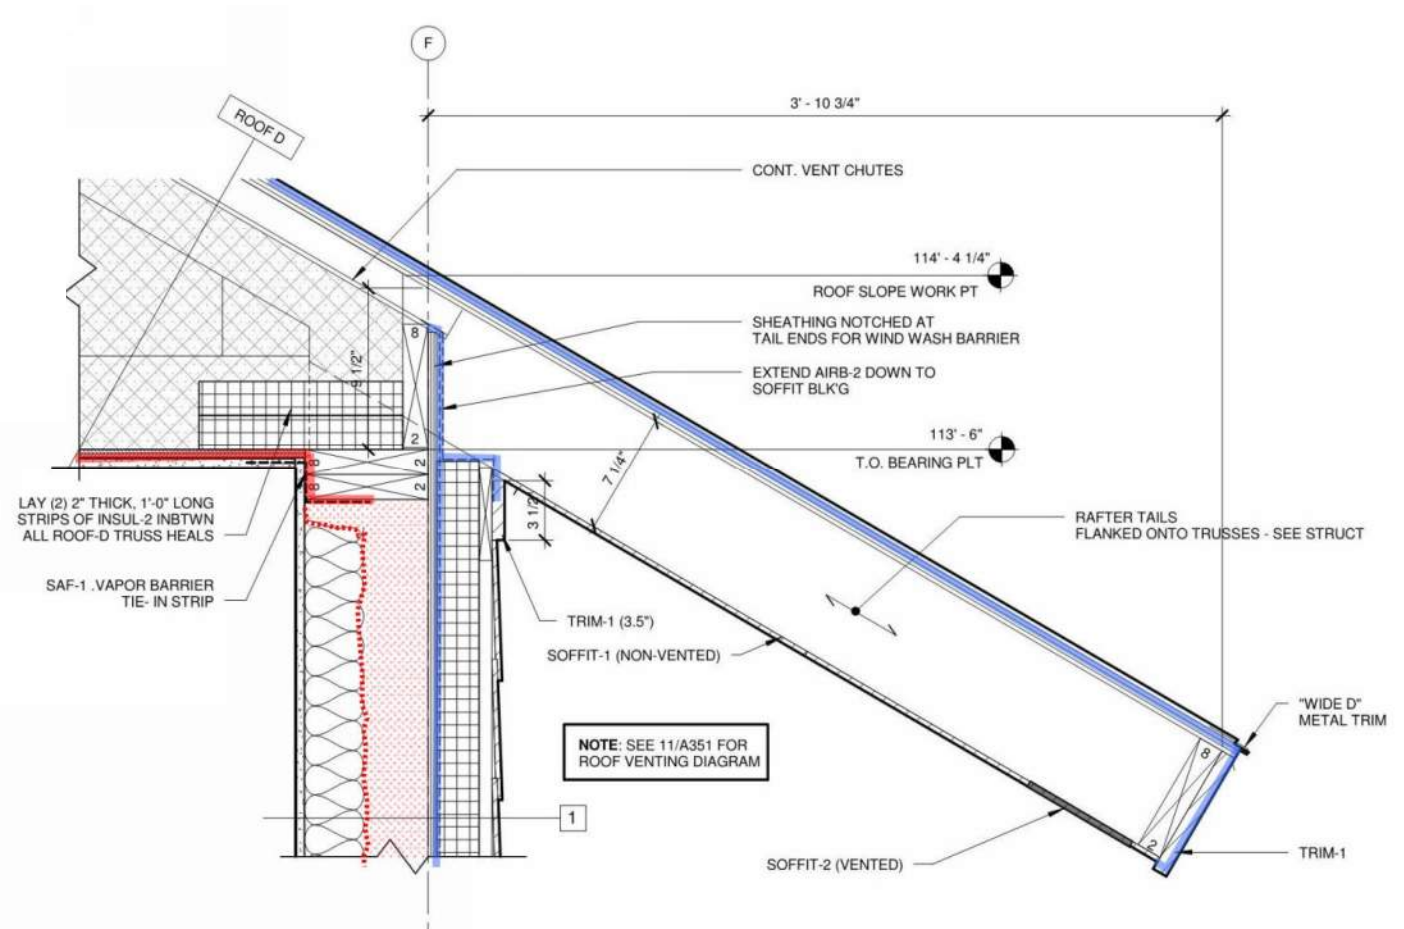 F
3' - 10 3/4"
ROOF D
CONT. VENT CHUTES
114' - 4 1/4"
ROOF SLOPE WORK PT
SHEATHING NOTCHED AT
TAIL ENDS FOR WIND WASH BARRIER
8
9 1/2"
EXTEND AIRB-2 DOWN TO
SOFFIT BLK'G
2
113' - 6"
T.O. BEARING PLT
8
2
8
2
7 1/4"
3 1/2"
LAY (2) 2" THICK, 1'-0" LONG
STRIPS OF INSUL-2 INBTWN
ALL ROOF-D TRUSS HEALS
RAFTER TAILS
FLANKED ONTO TRUSSES - SEE STRUCT
SAF-1 .VAPOR BARRIER
TIE- IN STRIP
TRIM-1 (3.5")
SOFFIT-1 (NON-VENTED)
"WIDE D"
METAL TRIM
NOTE: SEE 11/A351 FOR
ROOF VENTING DIAGRAM
8
1
2
SOFFIT-2 (VENTED)
TRIM-1